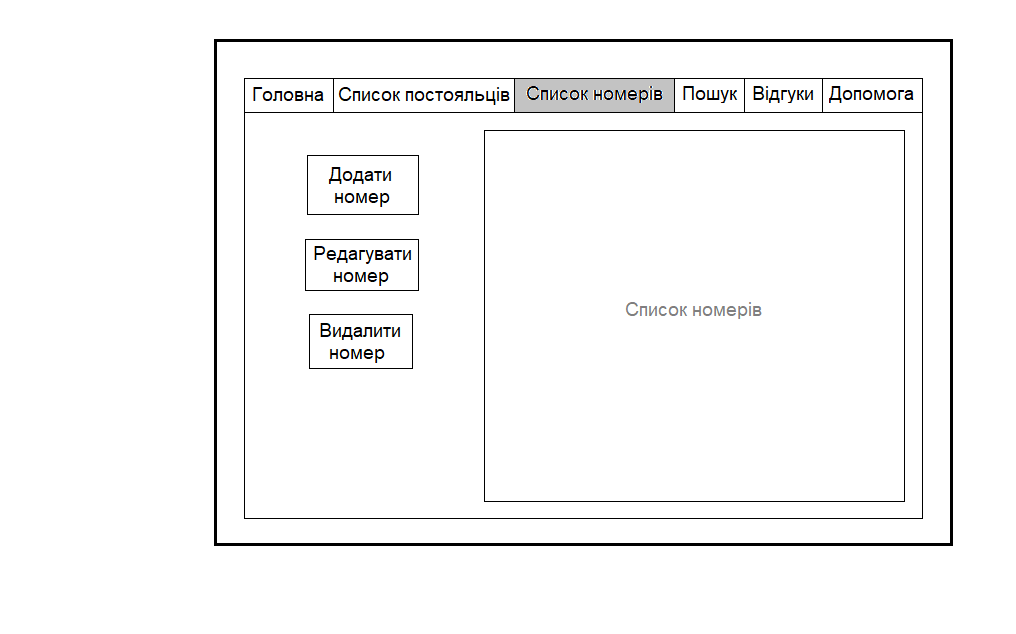 Головна Список постояльців Список номерів Пошук Відгуки Допомога
Додати
номер
Редагувати
номер
Видалити
номер
Список номерів